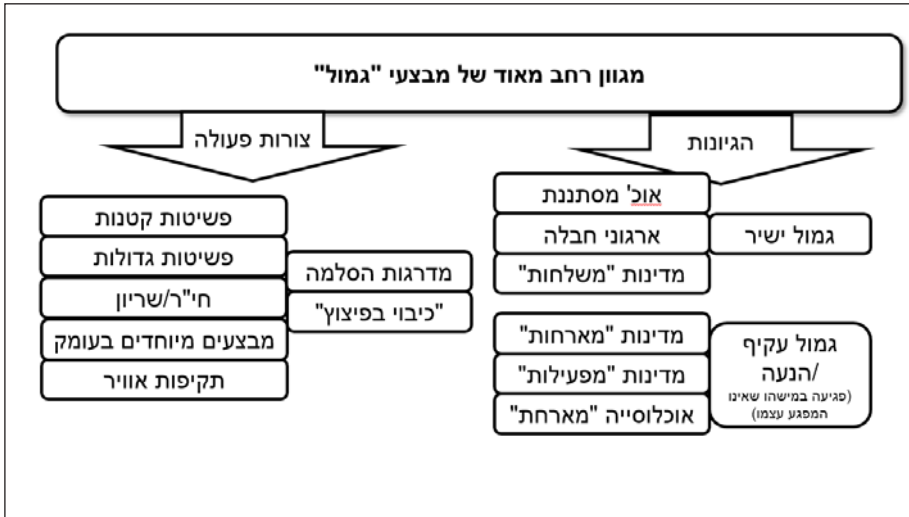 מגוון רחב מאוד של מבצעי "גמול"
הגיונות
גמול ישיר
אוכ' מסתננת
ארגוני חבלה
מדינות "משלחות"
גמול עקיף
/הנעה
(פגיעה במישהו שאינו
המפגע עצמו)
מדינות "מארחות"
מדינות "מפעילות"
אוכלוסייה "מארחת"
צורות פעולה
מדרגות הסלמה
"כיבוי בפיצוץ"
פשיטות קטנות
פשיטות גדולות
חי"ר/שריון
מבצעים מיוחדים בעומק
תקיפות אוויר